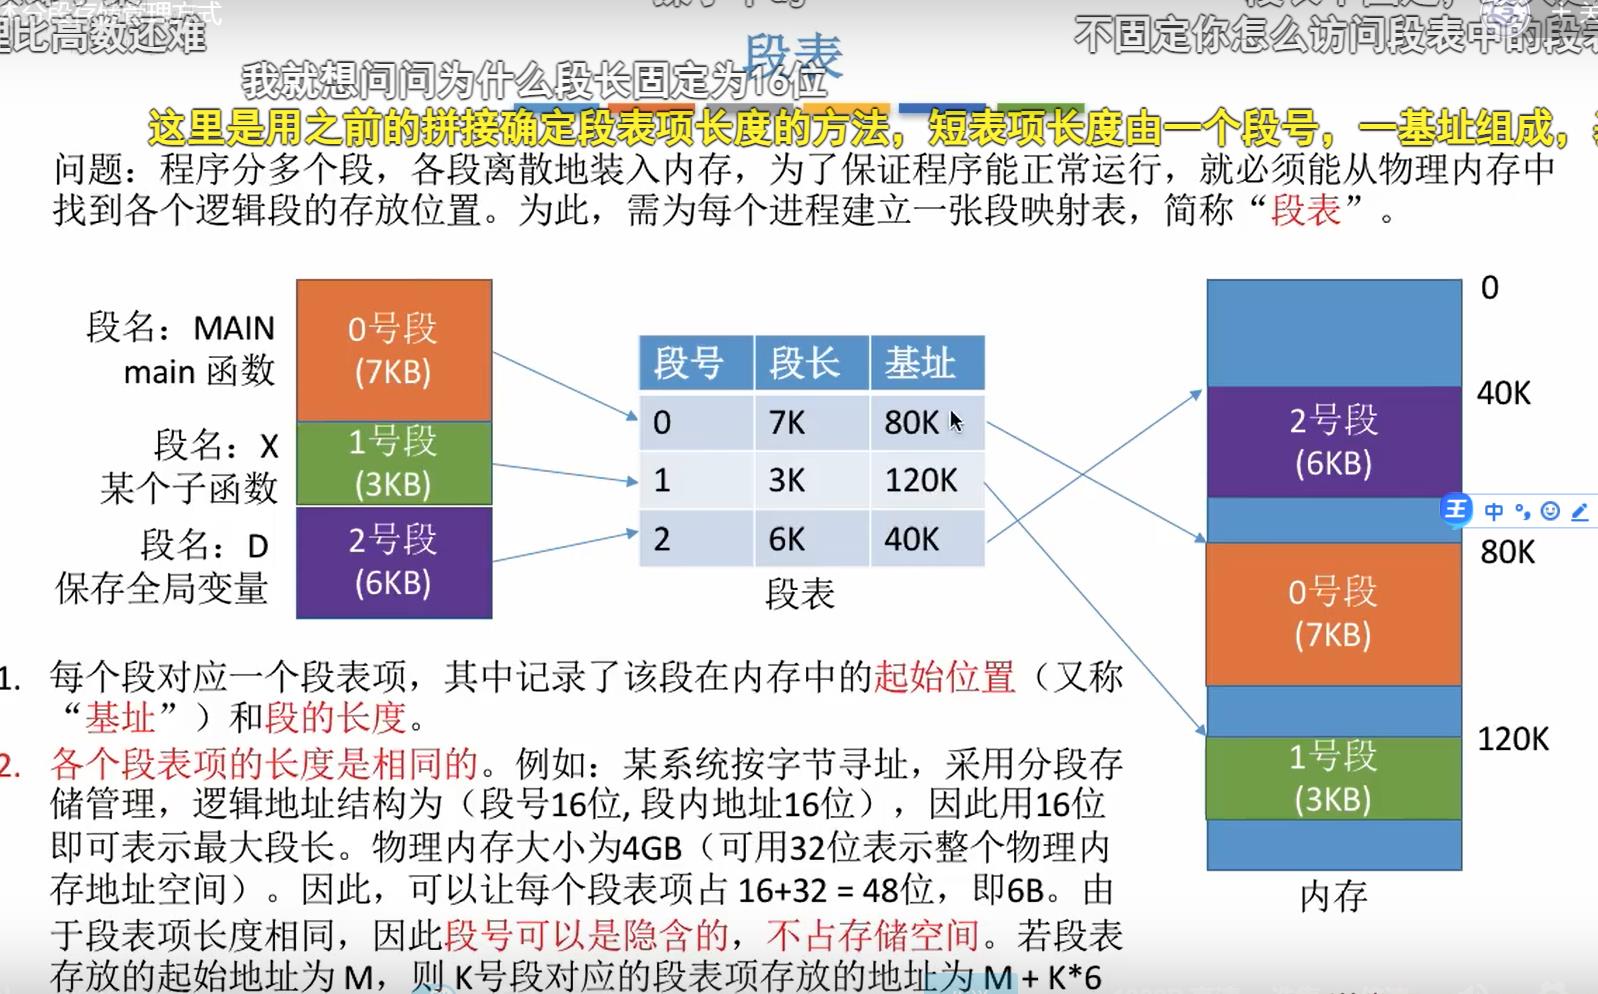 本分段存储管理方式
理比高数还难
不固定你怎么访问段表中的段表
段表
我就想问问为什么段长固定为16位
这里是用之前的拼接确定段表项长度的方法，短表项长度由一个段号，一基址组成，
问题：程序分多个段，各段离散地装入内存，为了保证程序能正常运行，就必须能从物理内存中
找到各个逻辑段的存放位置。为此，需为每个进程建立一张段映射表，简称“段表”。
段名：MAIN
main 函数
段名：X
某个子函数
段名：D
保存全局变量
0号段
(7KB)
1号段
(3KB)
2号段
(6KB)
段号 段长 基址
0 7K 80K
1 3K 120K
2 6K 40K
段表
0
40K
2号段
(6KB)
王 中
80K
0号段
(7KB)
120K
1号段
(3KB)
内存
1. 每个段对应一个段表项，其中记录了该段在内存中的起始位置（又称
“基址”）和段的长度。
2. 各个段表项的长度是相同的。例如：某系统按字节寻址，采用分段存
储管理，逻辑地址结构为（段号16位, 段内地址16位），因此用16位
即可表示最大段长。物理内存大小为4GB（可用32位表示整个物理内
存地址空间）。因此，可以让每个段表项占 16+32 = 48位，即6B。由
于段表项长度相同，因此段号可以是隐含的，不占存储空间。若段表
存放的起始地址为 M，则 K号段对应的段表项存放的地址为 M + K*6